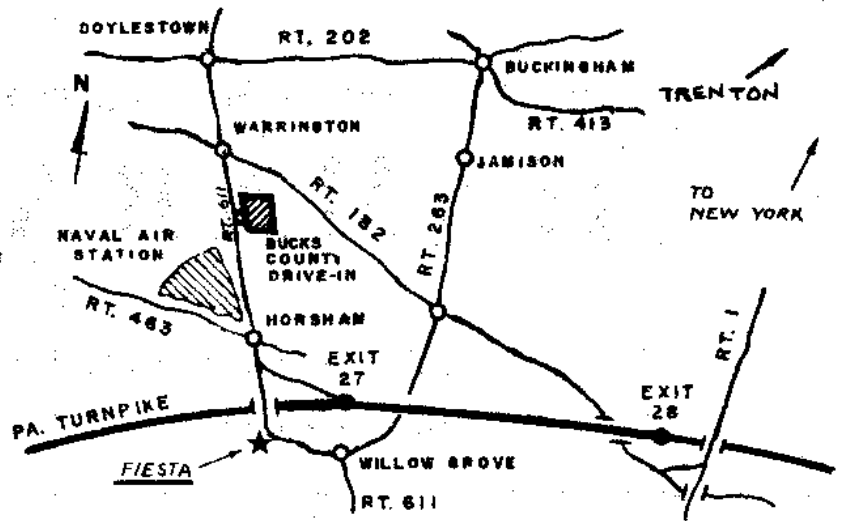 DOYLESTOWN
RT. 202
BUCKINGHAM
N
TRENTON
RT. 413
WARRINGTON
JAMISON
RT. 611
RT. 132
RT. 263
TO
NEW YORK
NAVAL AIR
STATION
BUCKS
COUNTY
DRIVE-IN
RT. 463
HORSHAM
RT. 1
EXIT
27
EXIT
28
PA. TURNPIKE
FIESTA
WILLOW GROVE
RT. 611